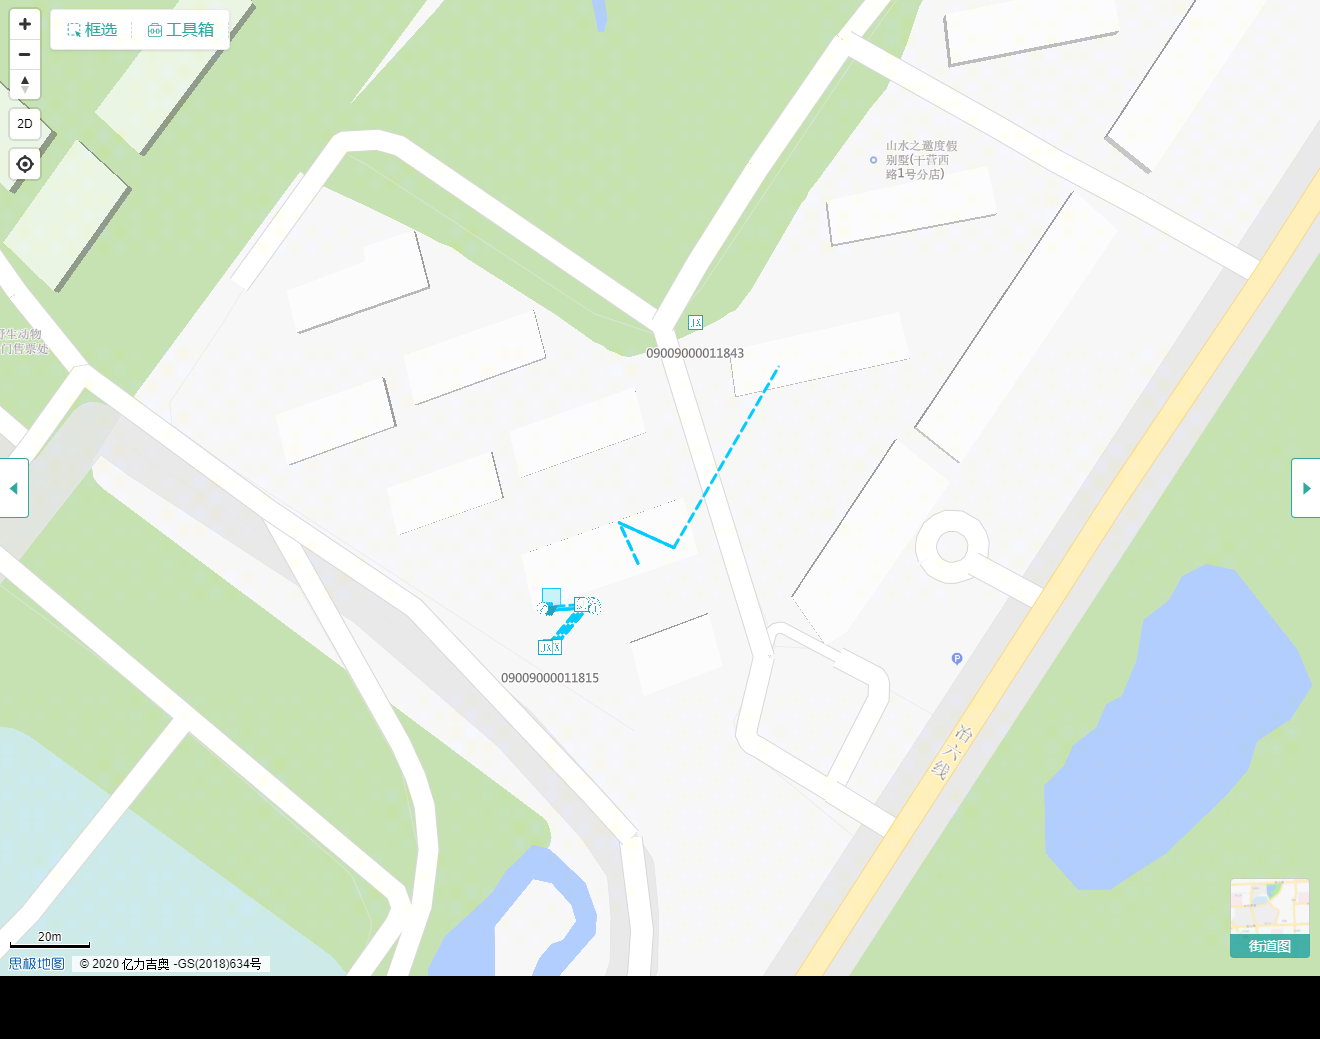 框选
工具箱
2D
山水之邀度假
别墅(干营西
路1号分店)
野生动物
门售票处
JX
09009000011843
JX
09009000011815
P
冶六线
20m
思极地图
© 2020 亿力吉奥 -GS(2018)634号
街道图